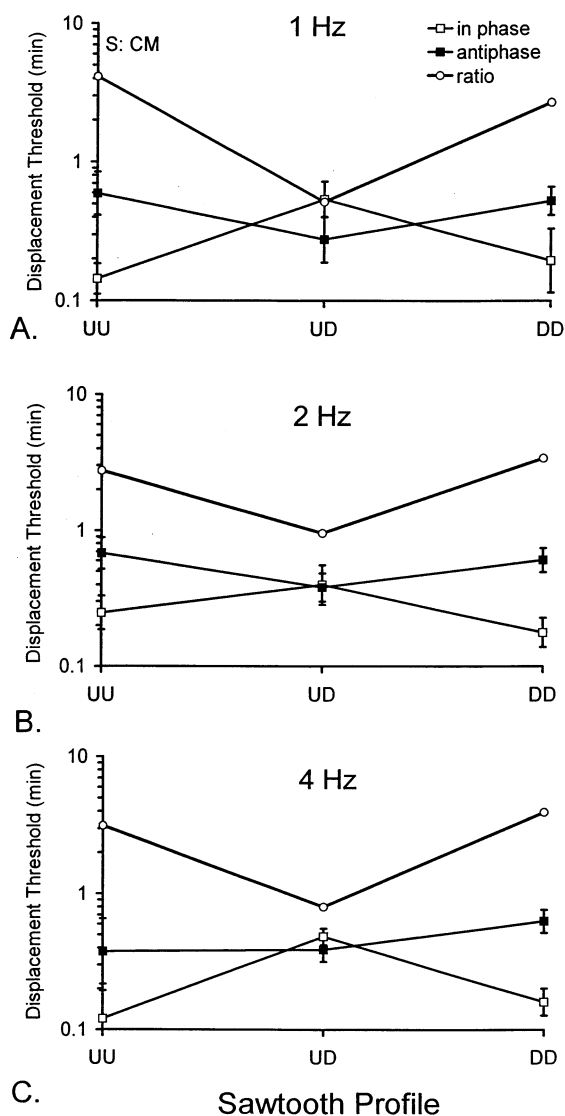 1 Hz
S: CM
in phase
antiphase
ratio
Displacement Threshold (min)
10
1
0.1
UU UD DD
A.
2 Hz
Displacement Threshold (min)
10
1
0.1
UU UD DD
B.
4 Hz
Displacement Threshold (min)
10
1
0.1
UU UD DD
C.
Sawtooth Profile